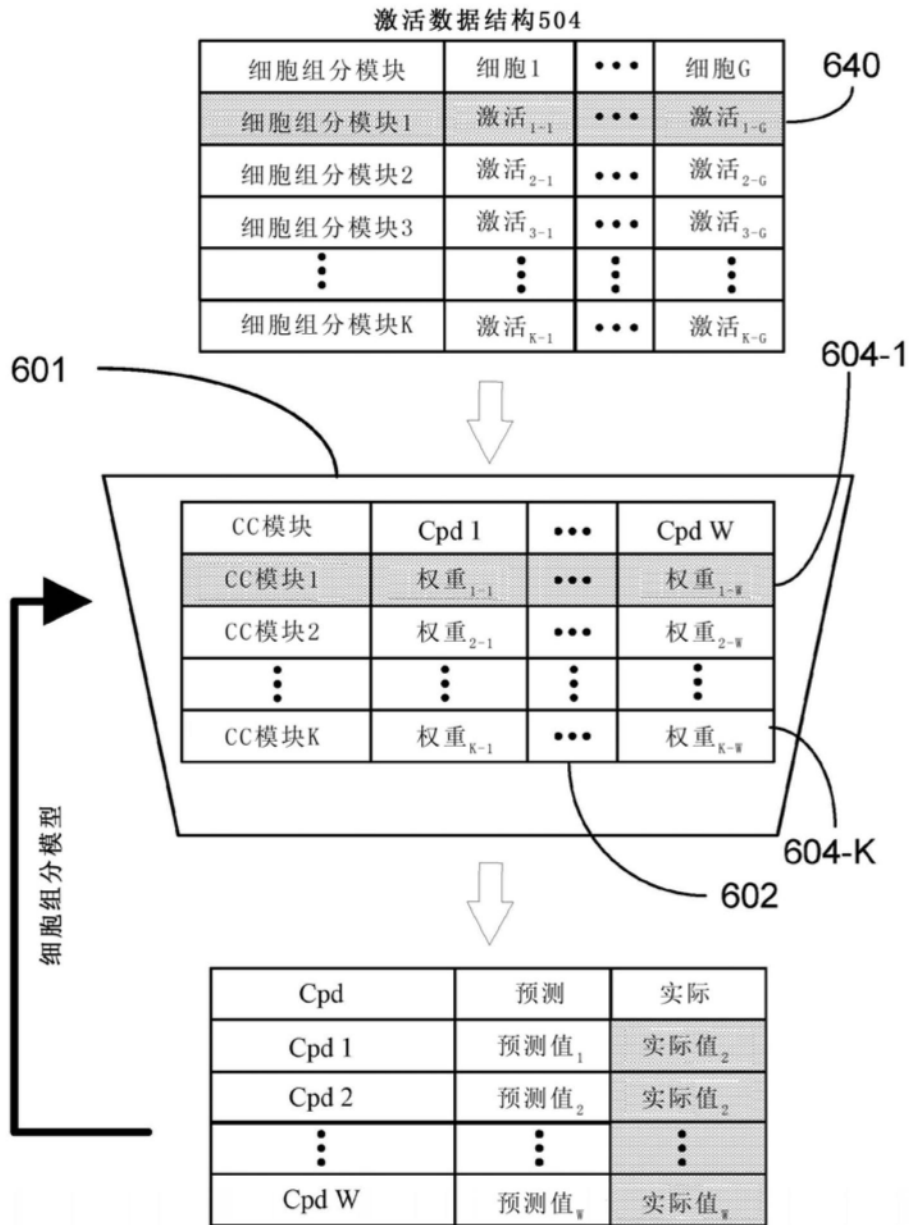 激活数据结构504
细胞组分模块 细胞1 ••• 细胞G
640
细胞组分模块1 激活1-1 ••• 激活1-G
细胞组分模块2 激活2-1 ••• 激活2-G
细胞组分模块3 激活3-1 ••• 激活3-G
细胞组分模块K 激活K-1 ••• 激活K-G
601
604-1
CC模块 Cpd 1 ••• Cpd W
CC模块1 权重1-1 ••• 权重1-W
CC模块2 权重2-1 ••• 权重2-W
CC模块K 权重K-1 ••• 权重K-W
604-K
602
细胞组分模型
Cpd 预测 实际
Cpd 1 预测值1 实际值2
Cpd 2 预测值2 实际值2
Cpd W 预测值W 实际值W